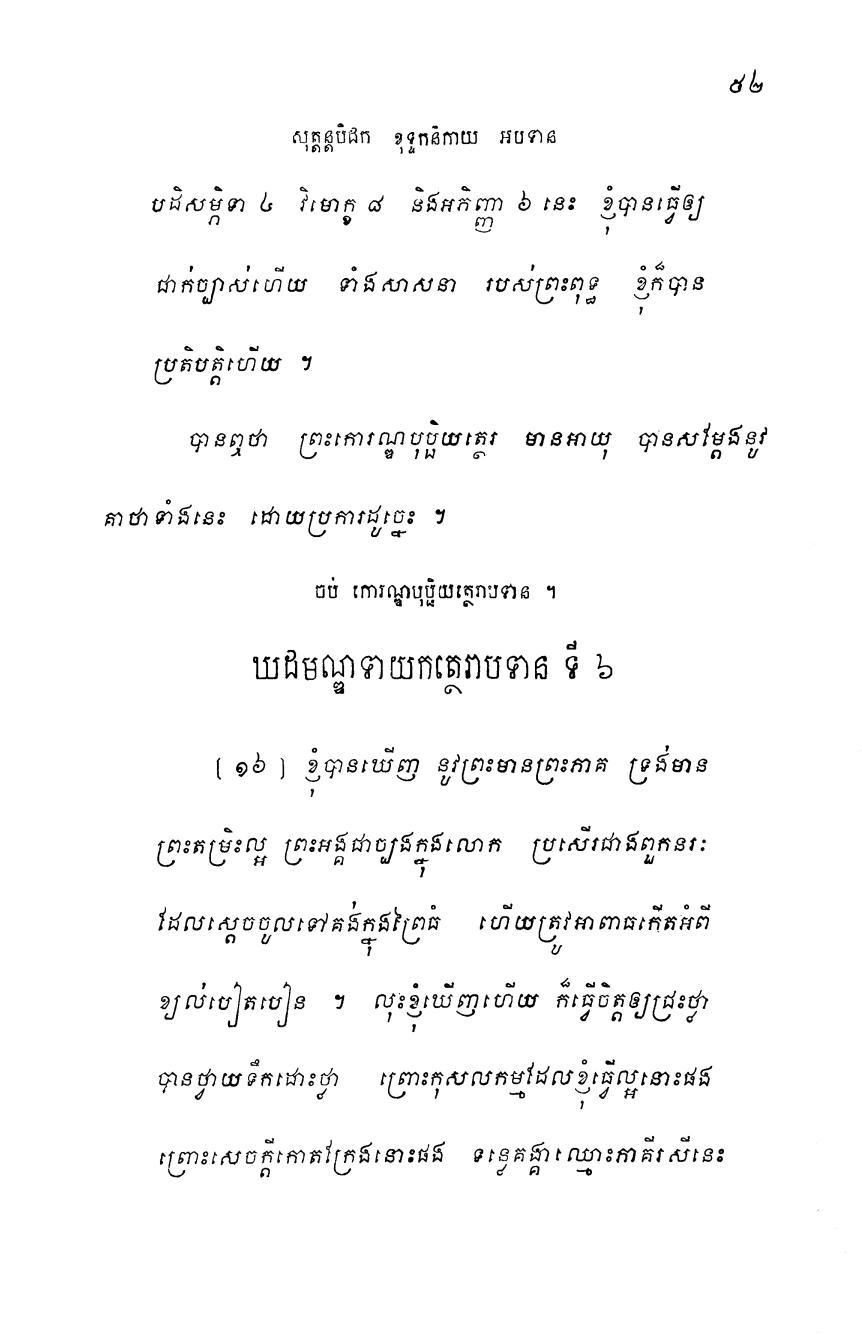 ៥២
សុត្តន្តបិដក ខុទ្ទកនិកាយ អបទាន
បដិសម្ភិទា ៤ វិមោក្ខ ៨ និងអភិញ្ញា ៦ នេះ ខ្ញុំបានធ្វើឲ្យ
ជាក់ច្បាស់ហើយ ទាំងសាសនា របស់ព្រះពុទ្ធ ខ្ញុំក៏បាន
ប្រតិបត្តិហើយ ។
បានឮថា ព្រះកោរណ្ឌបុប្ផិយត្ថេរ មានអាយុ បានសម្តែងនូវ
គាថាទាំងនេះ ដោយប្រការដូច្នេះ ។
ចប់ កោរណ្ឌបុប្ផិយត្ថេរាបទាន ។
ឃដមណ្ឌទាយកត្ថេរាបទាន ទី ៦
[ ១៦ ] ខ្ញុំបានឃើញ នូវព្រះមានព្រះភាគ ទ្រង់មាន
ព្រះតម្រិះល្អ ព្រះអង្គជាច្បងក្នុងលោក ប្រសើរជាងពួកនរៈ
ដែលស្តេចចូលទៅគង់ក្នុងព្រៃធំ ហើយត្រូវអាពាធកើតអំពី
ខ្យល់បៀតបៀន ។ លុះខ្ញុំឃើញហើយ ក៏ធ្វើចិត្តឲ្យជ្រះថ្លា
បានថ្វាយទឹកដោះថ្លា ព្រោះកុសលកម្មដែលខ្ញុំធ្វើល្អនោះផង
ព្រោះសេចក្តីកោតក្រែងនោះផង ទន្លេគង្គាឈ្មោះភាគីរសីនេះ